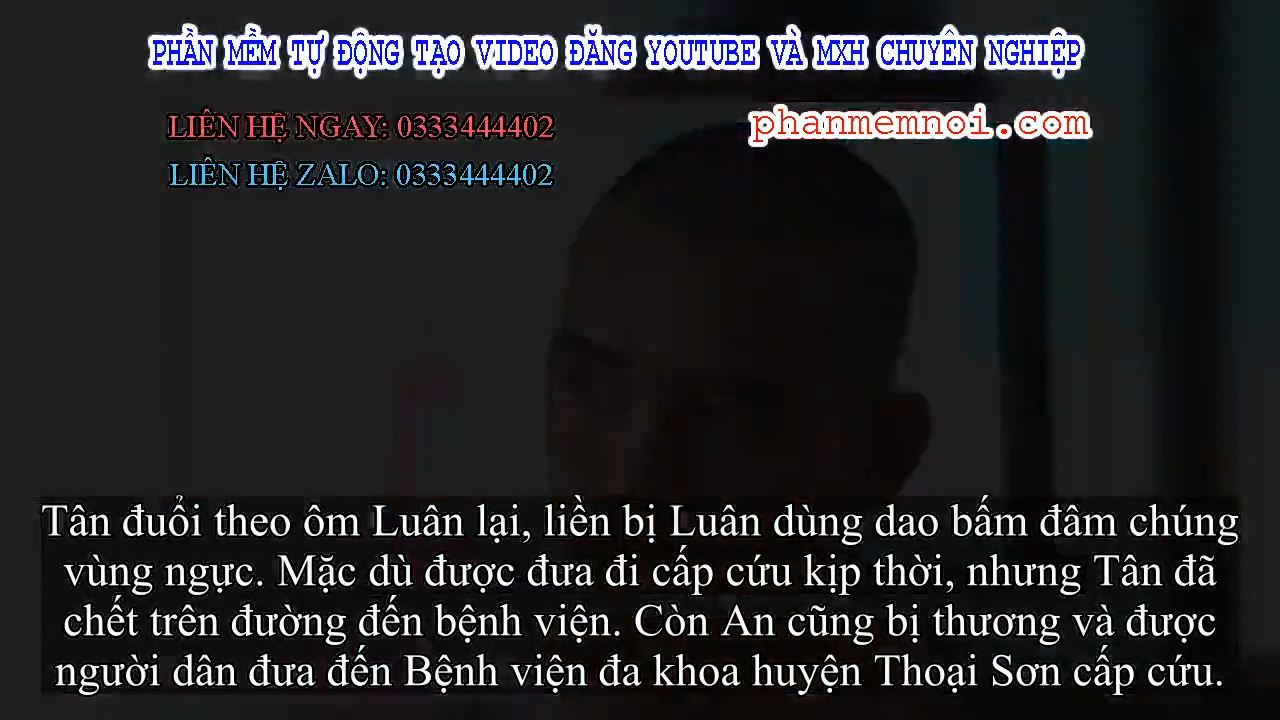 PHẦN MỀM TỰ ĐỘNG TẠO VIDEO ĐĂNG YOUTUBE VÀ MXH CHUYÊN NGHIỆP
LIÊN HỆ NGAY: 0333444402
phanmemnoi.com
LIÊN HỆ ZALO: 0333444402
Tân đuổi theo ôm Luân lại, liền bị Luân dùng dao bấm đâm chúng
vùng ngực. Mặc dù được đưa đi cấp cứu kịp thời, nhưng Tân đã
chết trên đường đến bệnh viện. Còn An cũng bị thương và được
người dân đưa đến Bệnh viện đa khoa huyện Thoại Sơn cấp cứu.